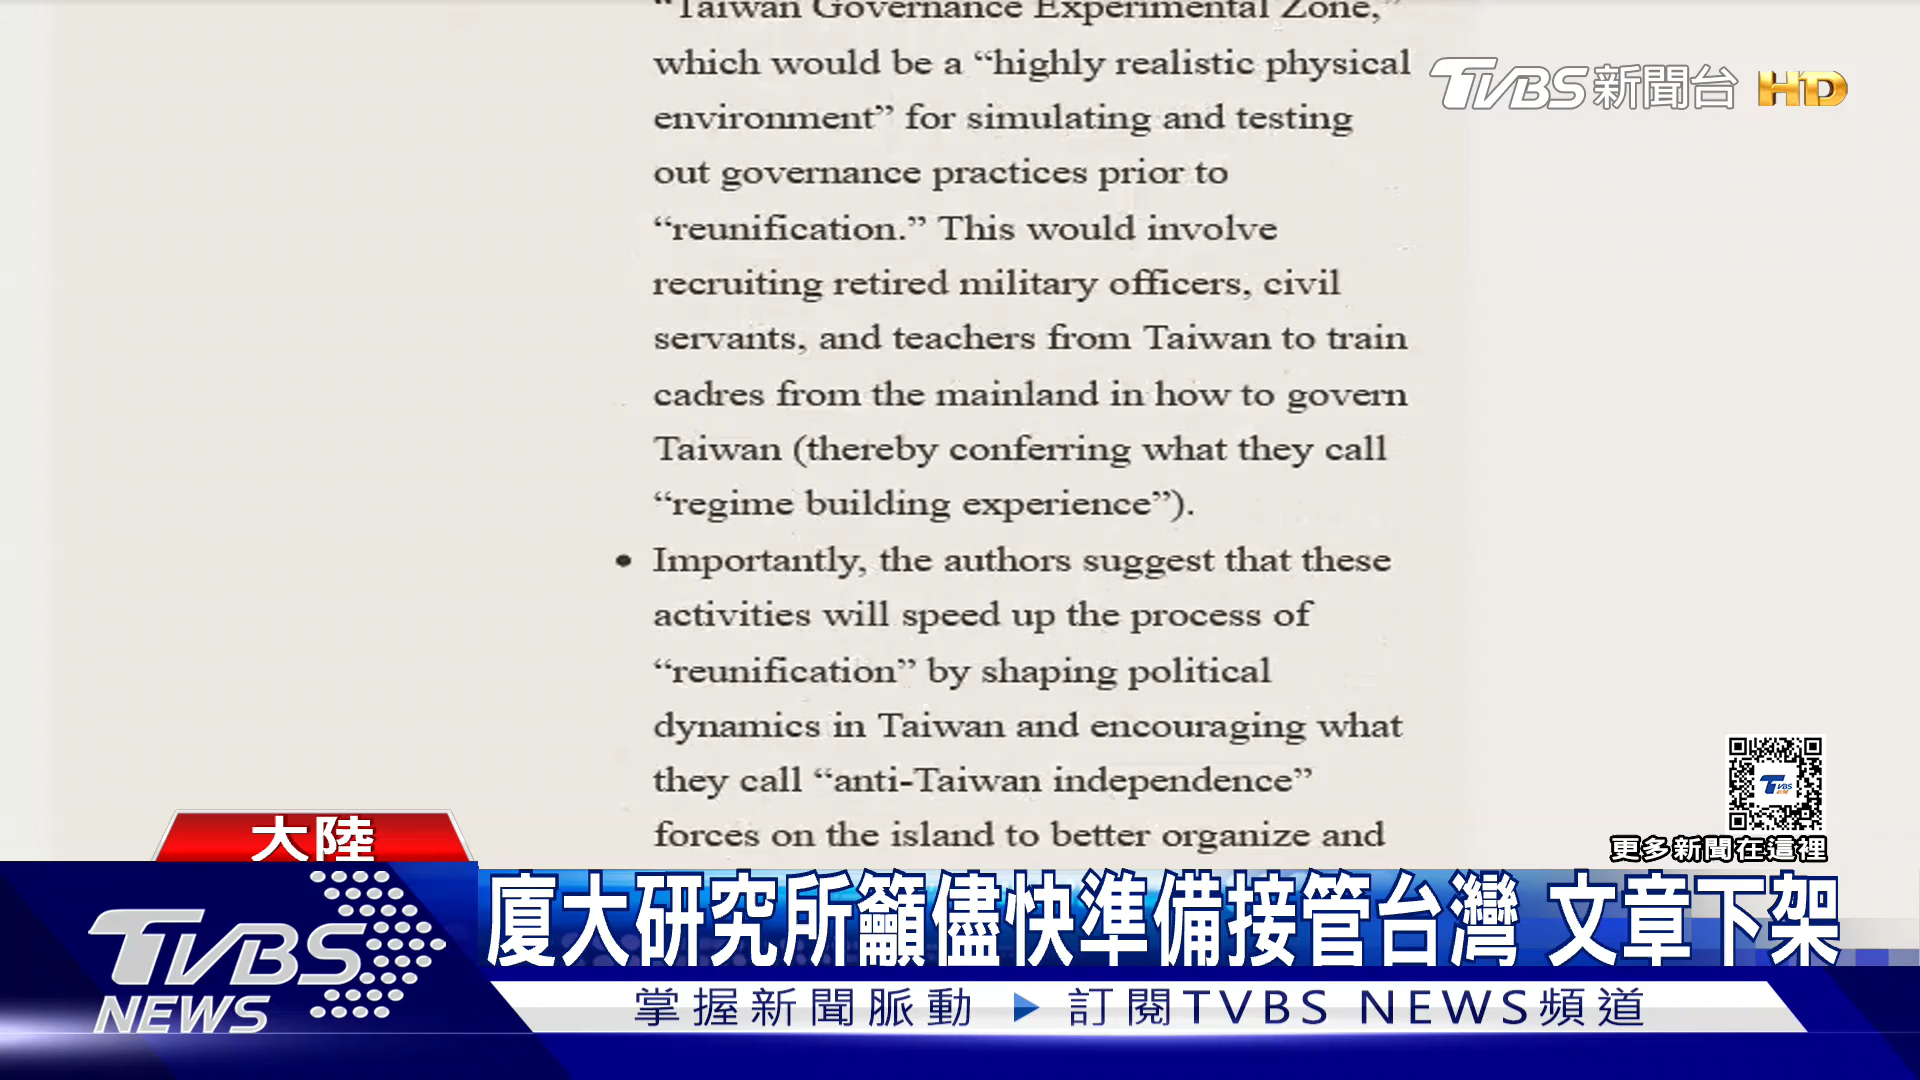 “Taiwan Governance Experimental Zone,”
which would be a “highly realistic physical
environment” for simulating and testing
out governance practices prior to
“reunification.” This would involve
recruiting retired military officers, civil
servants, and teachers from Taiwan to train
cadres from the mainland in how to govern
Taiwan (thereby conferring what they call
“regime building experience”).
• Importantly, the authors suggest that these
activities will speed up the process of
“reunification” by shaping political
dynamics in Taiwan and encouraging what
they call “anti-Taiwan independence”
forces on the island to better organize and
TVBS新聞台 HD
TVBS
新聞
更多新聞在這裡
大陸
TVBS
NEWS
廈大研究所籲儘快準備接管台灣 文章下架
掌握新聞脈動 ▶ 訂閱TVBS NEWS頻道